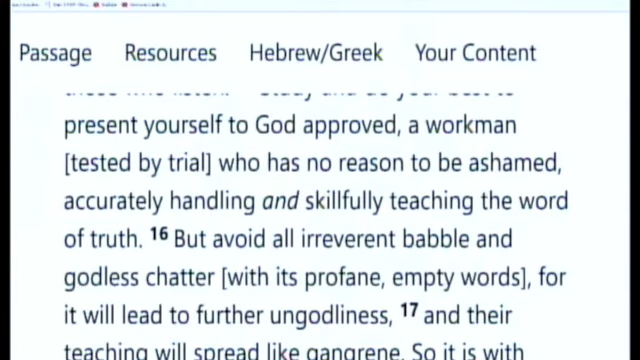 Passage Resources Hebrew/Greek Your Content
present yourself to God approved, a workman
[tested by trial] who has no reason to be ashamed,
accurately handling and skillfully teaching the word
of truth. 16 But avoid all irreverent babble and
godless chatter [with its profane, empty words], for
it will lead to further ungodliness, 17 and their
teaching will spread like gangrene. So it is with